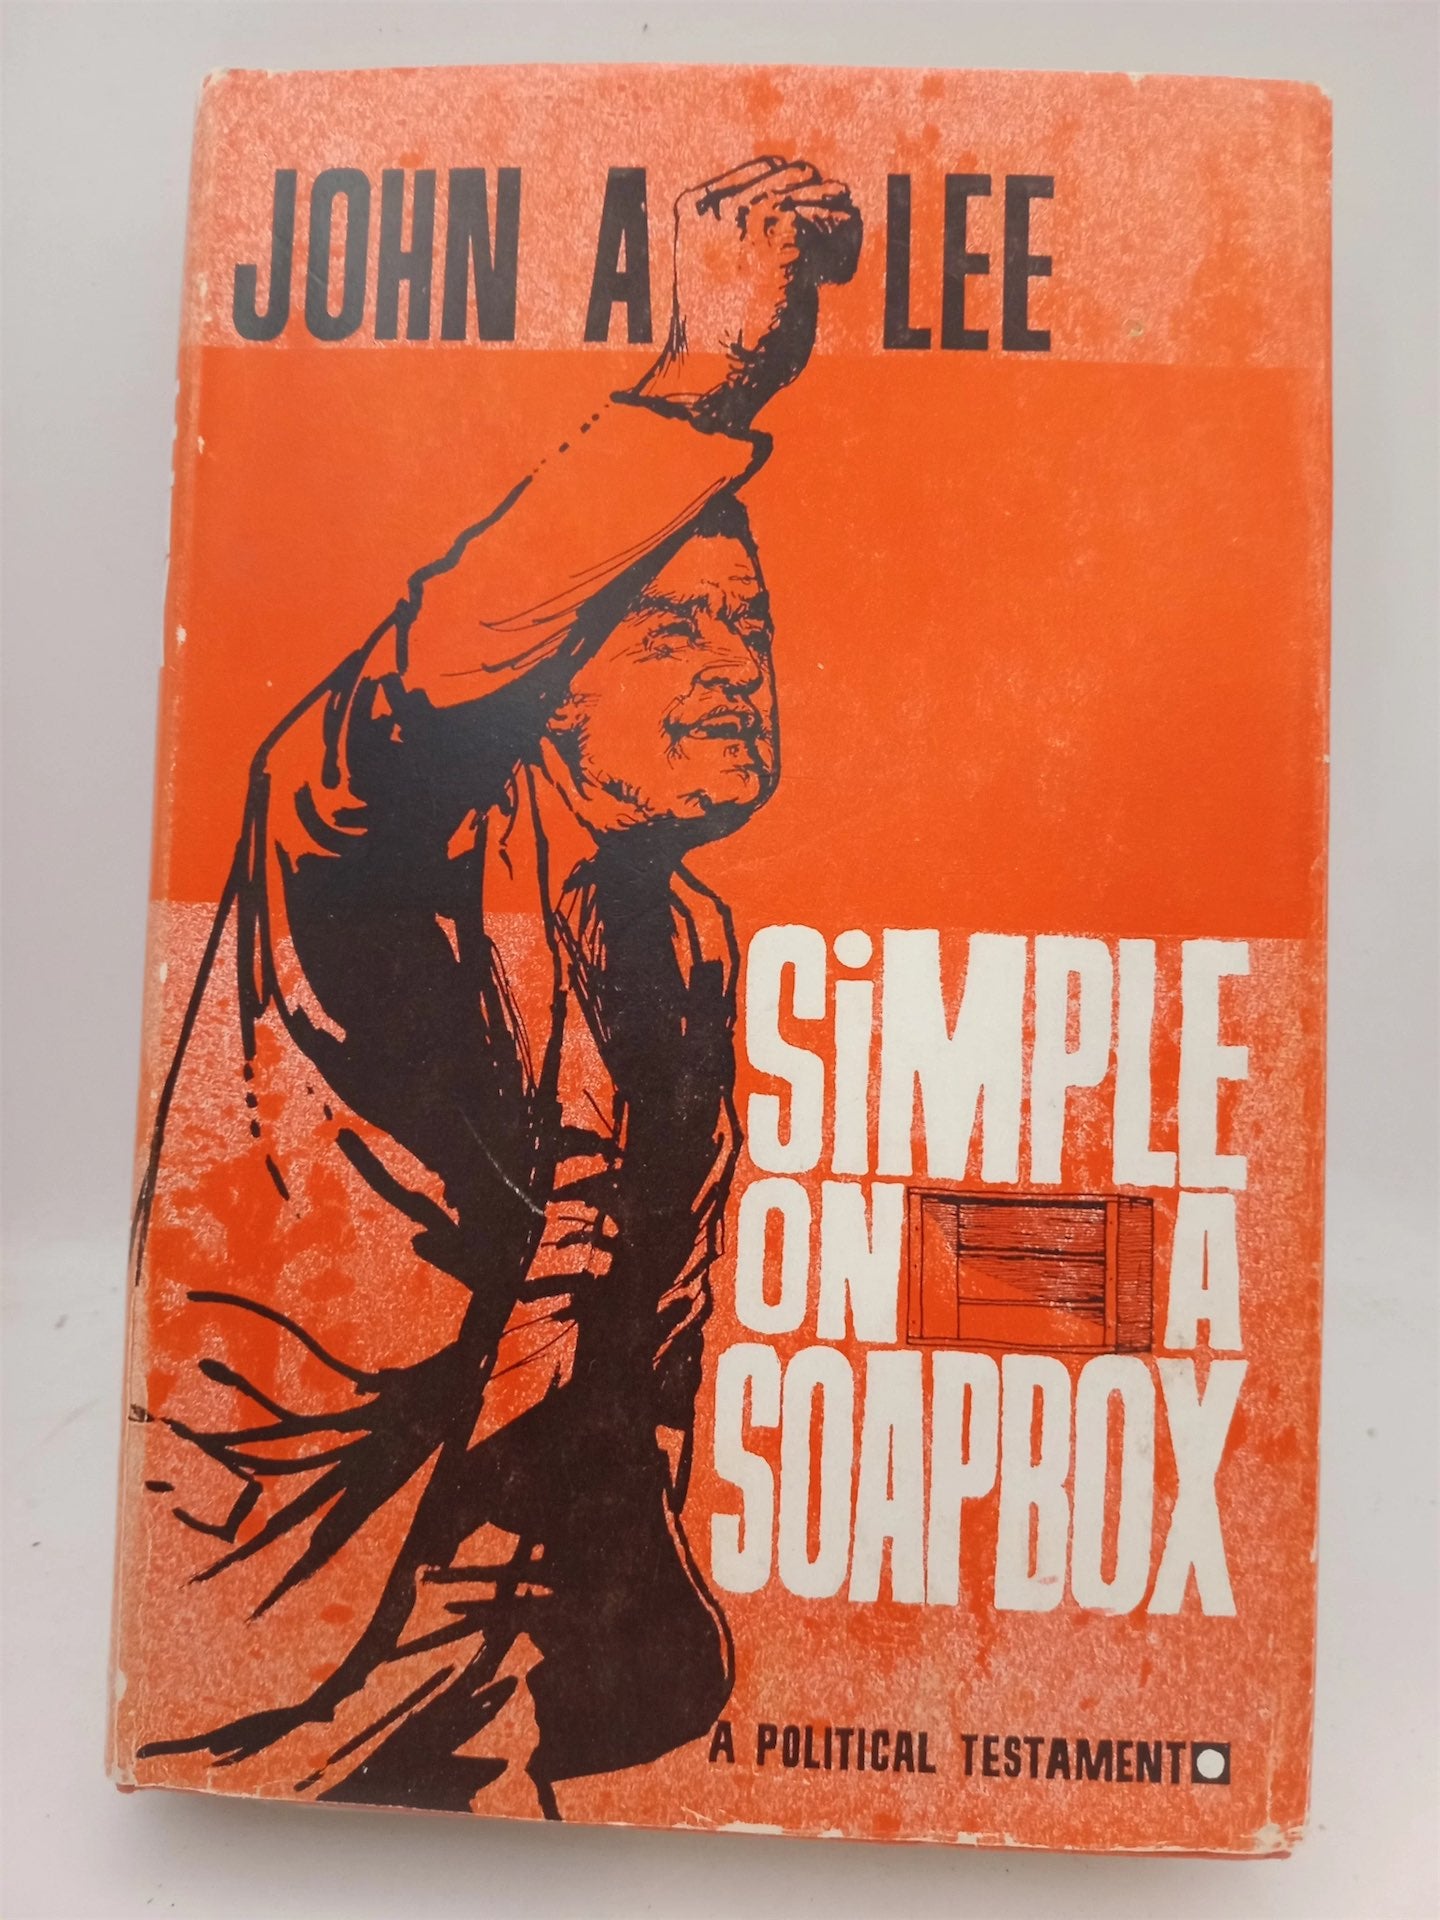 JOHN A LEE
SiMPLE
ON A
SOAPBOX
A POLITICAL TESTAMENT